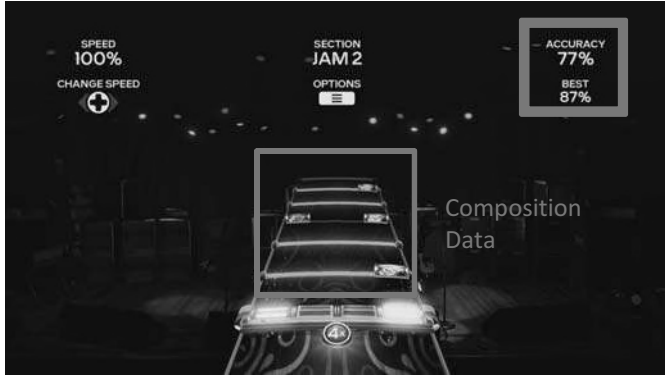 SPEED
100%
CHANGE SPEED
SECTION
JAM 2
OPTIONS
ACCURACY
77%
BEST
87%
Composition
Data
4x